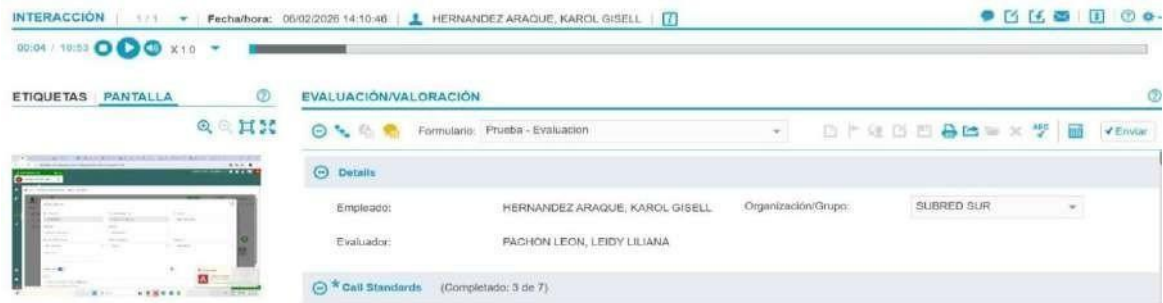 INTERACCIÓN 1 / 1 Fecha/hora: 06/02/2026 14:10:46 HERNANDEZ ARAQUE, KAROL GISELL
00:04 / 10:53 X 1 0
ETIQUETAS PANTALLA
EVALUACIÓN/VALORACIÓN
Formulario: Prueba - Evaluacion
ABC
Enviar
Details
Empleado: HERNANDEZ ARAQUE, KAROL GISELL Organización/Grupo: SUBRED SUR
Evaluador: PACHON LEON, LEIDY LILIANA
* Call Standards (Completado: 3 de 7)